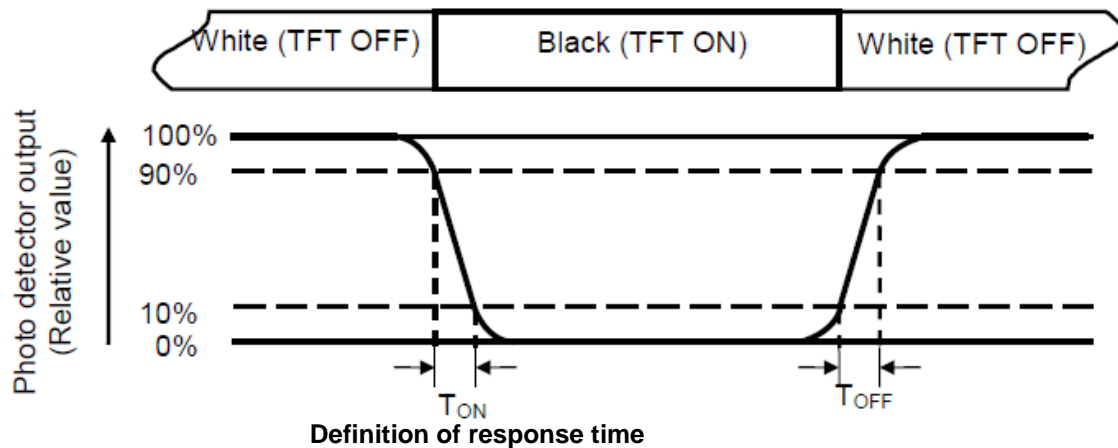 White (TFT OFF)
Black (TFT ON)
White (TFT OFF)
Photo detector output
(Relative value)
100%
90%
10%
0%
TON
TOFF
Definition of response time